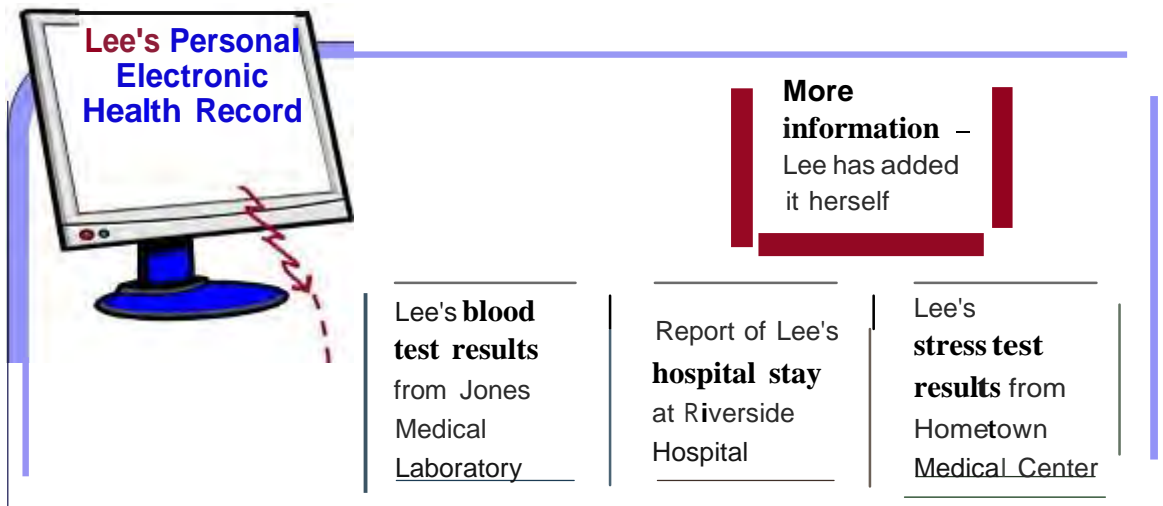 Lee's Personal
Electronic
Health Record
More
information –
Lee has added
it herself
Lee's blood
test results
from Jones
Medical
Laboratory
Report of Lee's
hospital stay
at Riverside
Hospital
Lee's
stress test
results from
Hometown
Medical Center